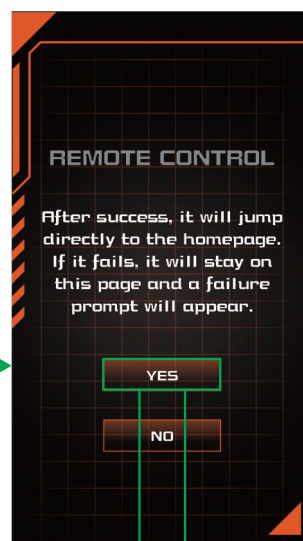 REMOTE CONTROL
After success, it will jump
directly to the homepage.
If it fails, it will stay on
this page and a failure
prompt will appear.
YES
NO